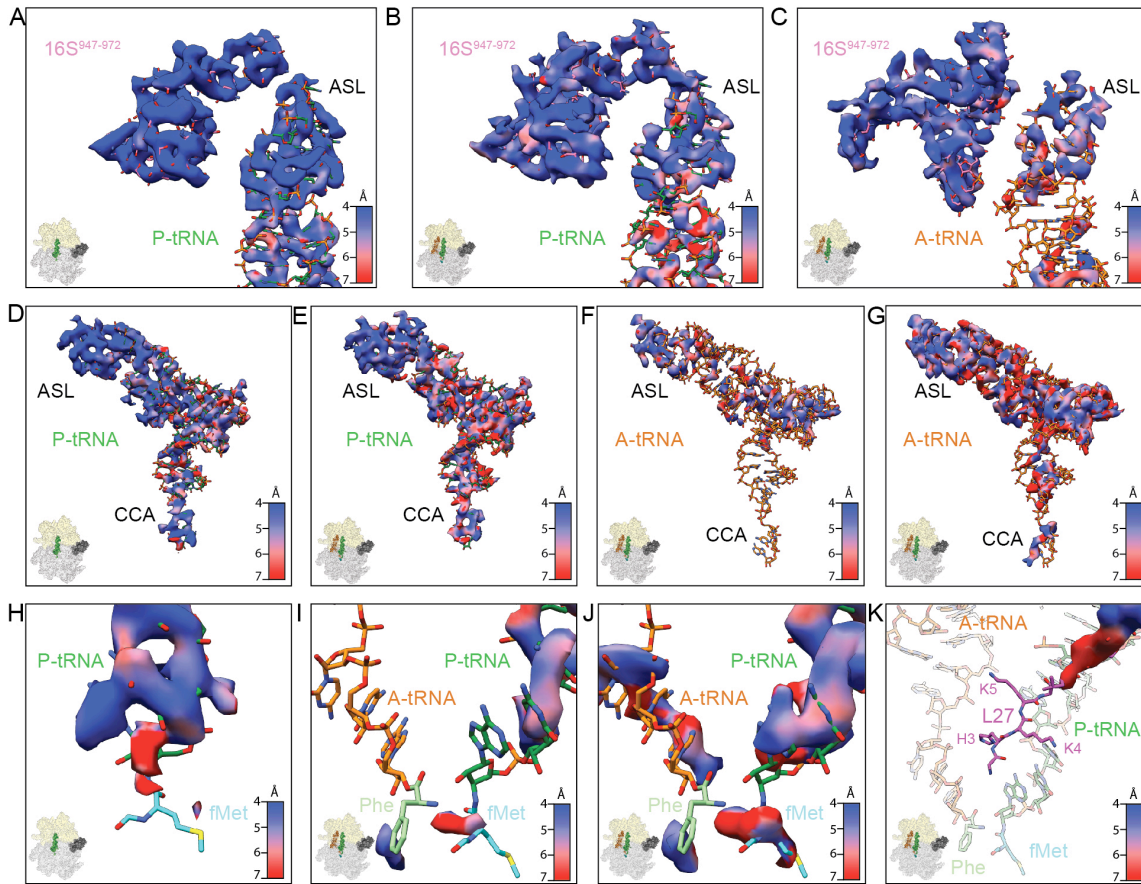 A
16S947-972
ASL
P-tRNA
Å
4
5
6
7
B
16S947-972
ASL
P-tRNA
Å
4
5
6
7
C
16S947-972
ASL
A-tRNA
Å
4
5
6
7
D
ASL
P-tRNA
CCA
Å
4
5
6
7
E
ASL
P-tRNA
CCA
Å
4
5
6
7
F
ASL
A-tRNA
CCA
Å
4
5
6
7
G
ASL
A-tRNA
CCA
Å
4
5
6
7
H
P-tRNA
fMet
Å
4
5
6
7
I
P-tRNA
A-tRNA
Phe
fMet
Å
4
5
6
7
J
P-tRNA
A-tRNA
Phe
fMet
Å
4
5
6
7
K
A-tRNA
K5
L27
P-tRNA
H3
K4
Phe
fMet
Å
4
5
6
7